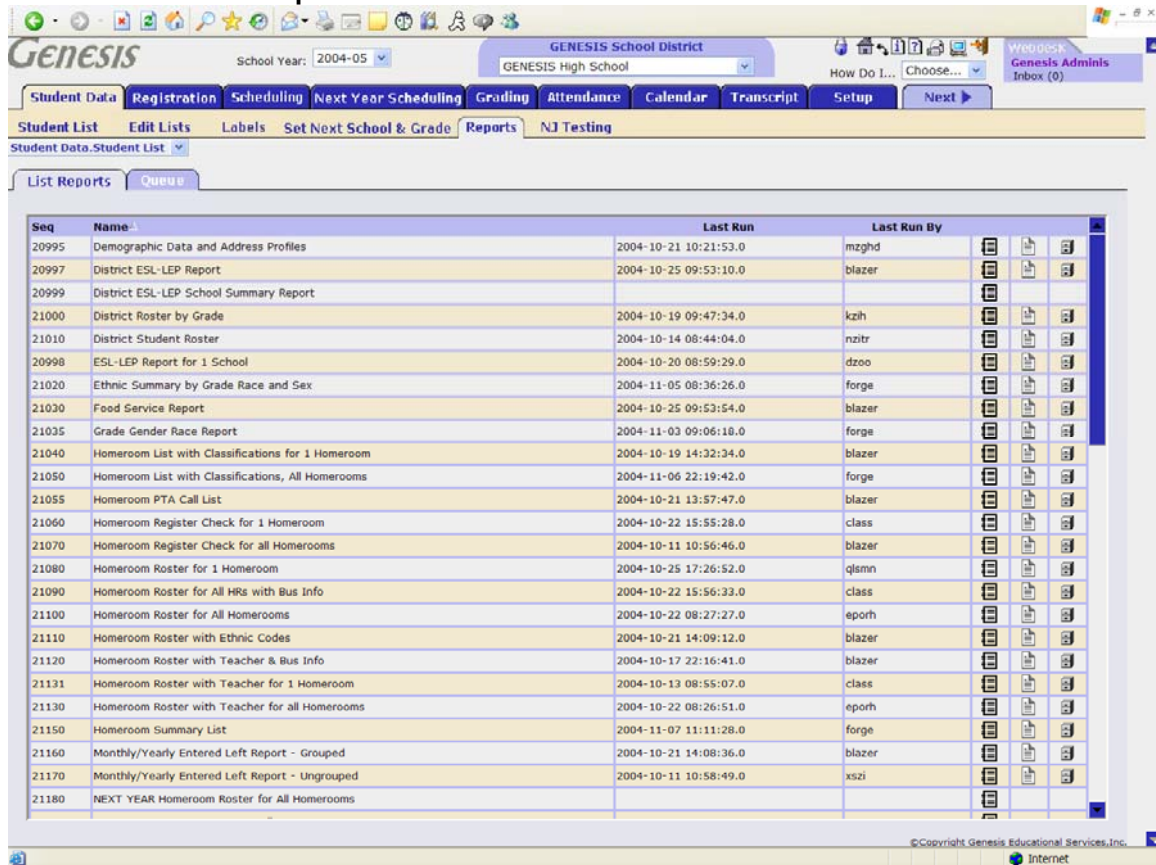 GENESIS
School Year: 2004-05
GENESIS School District
GENESIS High School
How Do I... Choose...
Webdesk
Genesis Adminis
Inbox (0)
Student Data Registration Scheduling Next Year Scheduling Grading Attendance Calendar Transcript Setup Next
Student List Edit Lists Labels Set Next School & Grade Reports NJ Testing
Student Data.Student List
List Reports Queue
Seq Name Last Run Last Run By
20995 Demographic Data and Address Profiles 2004-10-21 10:21:53.0 mzghd
20997 District ESL-LEP Report 2004-10-25 09:53:10.0 blazer
20999 District ESL-LEP School Summary Report
21000 District Roster by Grade 2004-10-19 09:47:34.0 kzih
21010 District Student Roster 2004-10-14 08:44:04.0 nzitr
20998 ESL-LEP Report for 1 School 2004-10-20 08:59:29.0 dzoo
21020 Ethnic Summary by Grade Race and Sex 2004-11-05 08:36:26.0 forge
21030 Food Service Report 2004-10-25 09:53:54.0 blazer
21035 Grade Gender Race Report 2004-11-03 09:06:18.0 forge
21040 Homeroom List with Classifications for 1 Homeroom 2004-10-19 14:32:34.0 blazer
21050 Homeroom List with Classifications, All Homerooms 2004-11-06 22:19:42.0 forge
21055 Homeroom PTA Call List 2004-10-21 13:57:47.0 blazer
21060 Homeroom Register Check for 1 Homeroom 2004-10-22 15:55:28.0 class
21070 Homeroom Register Check for all Homerooms 2004-10-11 10:56:46.0 blazer
21080 Homeroom Roster for 1 Homeroom 2004-10-25 17:26:52.0 qlsmn
21090 Homeroom Roster for All HRs with Bus Info 2004-10-22 15:56:33.0 class
21100 Homeroom Roster for All Homerooms 2004-10-22 08:27:27.0 eporh
21110 Homeroom Roster with Ethnic Codes 2004-10-21 14:09:12.0 blazer
21120 Homeroom Roster with Teacher & Bus Info 2004-10-17 22:16:41.0 blazer
21131 Homeroom Roster with Teacher for 1 Homeroom 2004-10-13 08:55:07.0 class
21130 Homeroom Roster with Teacher for all Homerooms 2004-10-22 08:26:51.0 eporh
21150 Homeroom Summary List 2004-11-07 11:11:28.0 forge
21160 Monthly/Yearly Entered Left Report - Grouped 2004-10-21 14:08:36.0 blazer
21170 Monthly/Yearly Entered Left Report - Ungrouped 2004-10-11 10:58:49.0 xszi
21180 NEXT YEAR Homeroom Roster for All Homerooms
©Copyright Genesis Educational Services,Inc.
Internet